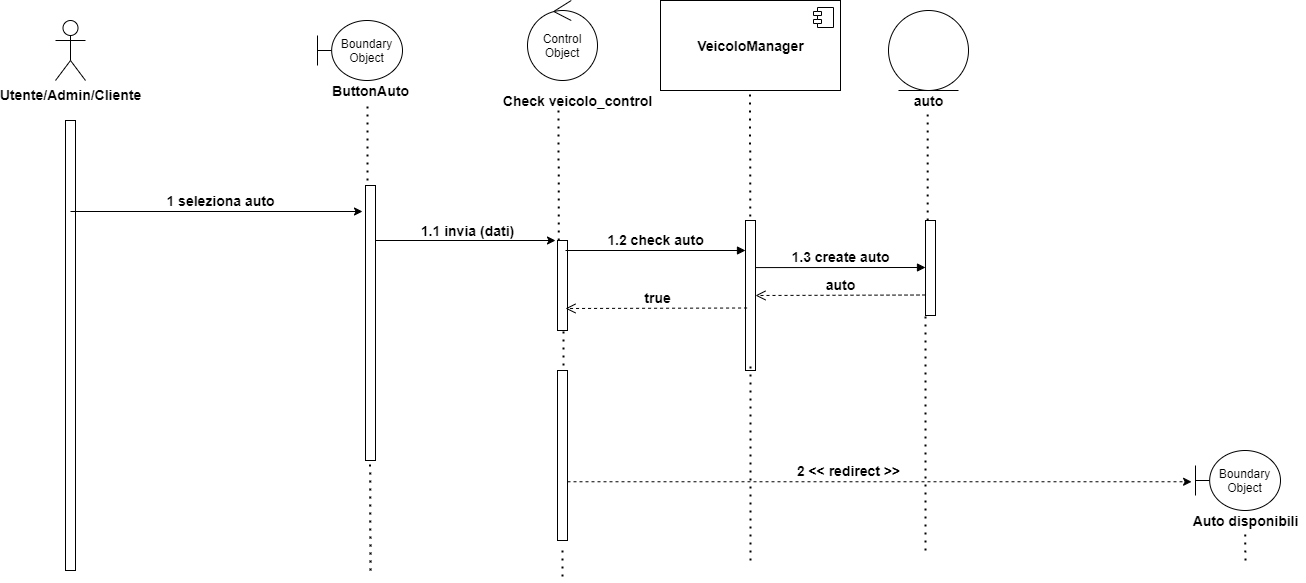 Boundary
Object
Control
Object
VeicoloManager
Utente/Admin/Cliente
ButtonAuto
Check veicolo_control
auto
1 seleziona auto
1.1 invia (dati)
1.2 check auto
1.3 create auto
auto
true
2 << redirect >>
Boundary
Object
Auto disponibili